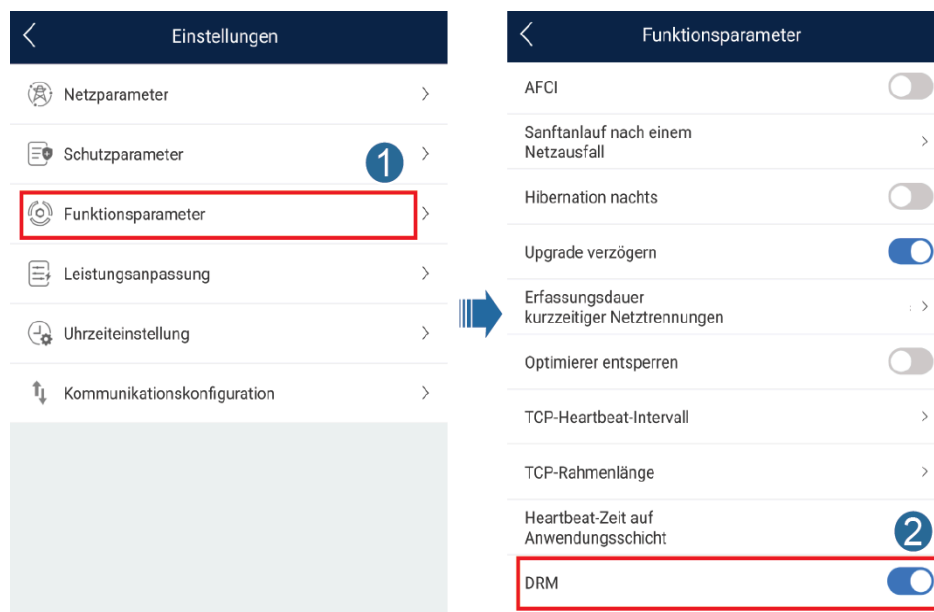 Einstellungen
Netzparameter
Schutzparameter
1
Funktionsparameter
Leistungsanpassung
Uhrzeiteinstellung
Kommunikationskonfiguration
Funktionsparameter
AFCI
Sanftanlauf nach einem
Netzausfall
Hibernation nachts
Upgrade verzögern
Erfassungsdauer
kurzzeitiger Netztrennungen
Optimierer entsperren
TCP-Heartbeat-Intervall
TCP-Rahmenlänge
Heartbeat-Zeit auf
Anwendungsschicht
2
DRM